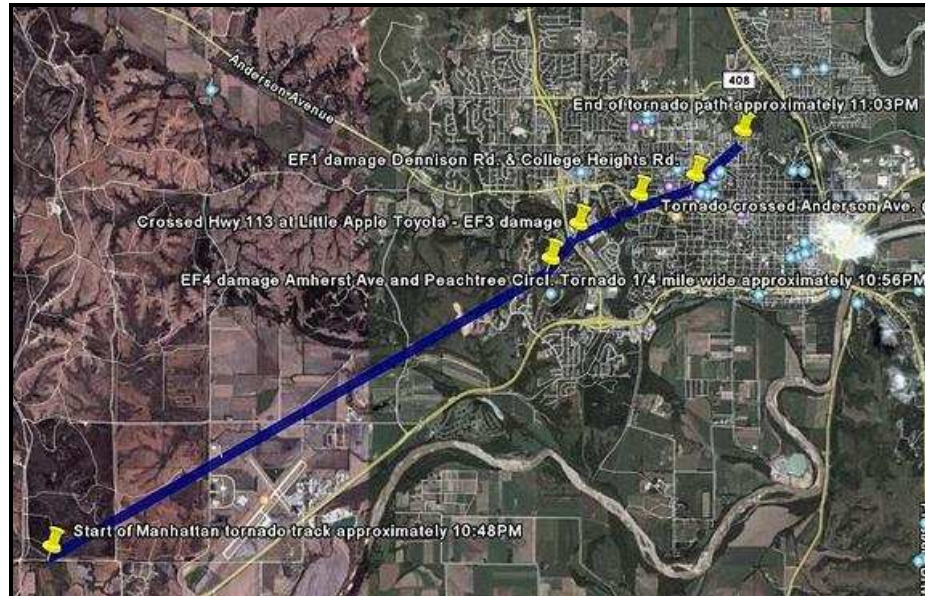 Anderson Avenue
408
End of tornado path approximately 11:03PM
EF1 damage Dennison Rd. & College Heights Rd.
Tornado crossed Anderson Ave.
Crossed Hwy 113 at Little Apple Toyota - EF3 damage
EF4 damage Amherst Ave and Peachtree Circl. Tornado 1/4 mile wide approximately 10:56PM
Start of Manhattan tornado track approximately 10:48PM